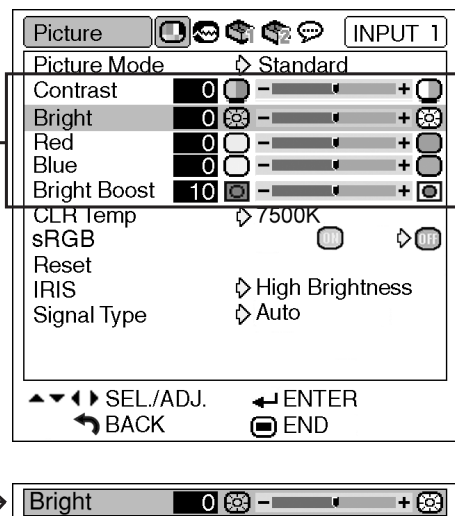 Picture INPUT 1
Picture Mode Standard
Contrast 0 - +
Bright 0 - +
Red 0 - +
Blue 0 - +
Bright Boost 10 - +
CLR Temp 7500K
sRGB ON OFF
Reset
IRIS High Brightness
Signal Type Auto
SEL./ADJ. ENTER
BACK END
Bright 0 - +